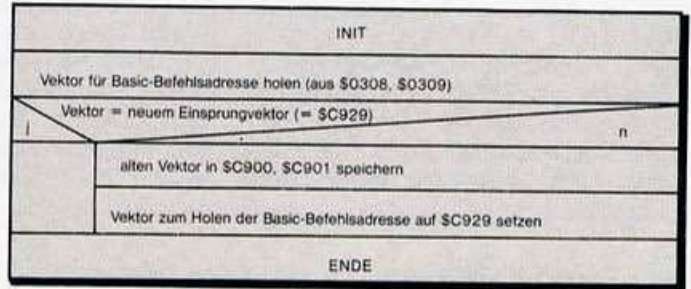 INIT
Vektor für Basic-Befehlsadresse holen (aus $0308, $0309)
Vektor = neuem Einsprungvektor (= $C929)
j
n
alten Vektor in $C900, $C901 speichern
Vektor zum Holen der Basic-Befehlsadresse auf $C929 setzen
ENDE